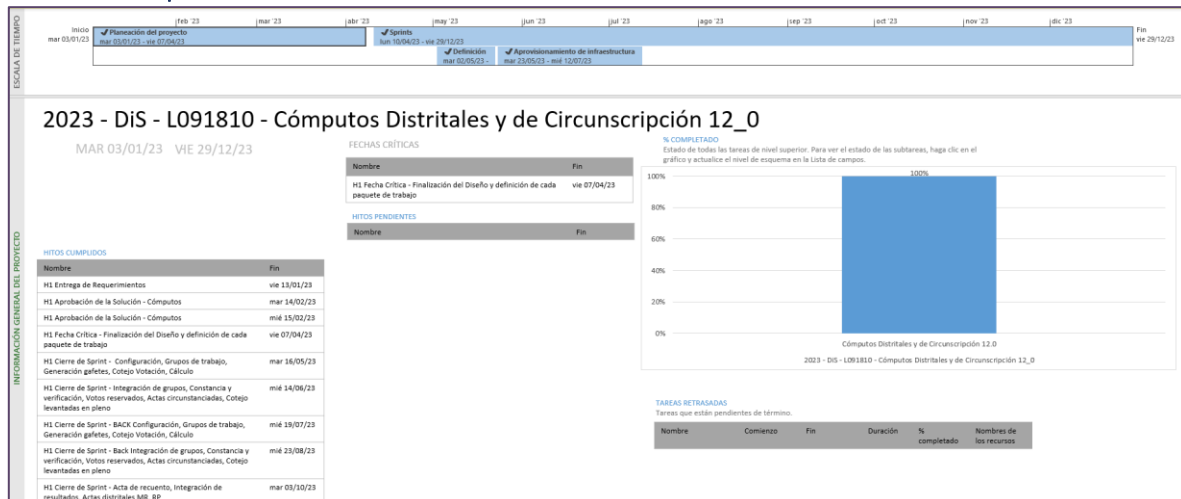 ESCALA DE TIEMPO
feb '23 mar '23 abr '23 may '23 jun '23 jul '23 ago '23 sep '23 oct '23 nov '23 dic '23
Inicio
mar 03/01/23
Planeación del proyecto
mar 03/01/23 - vie 07/04/23
Sprints
lun 10/04/23 - vie 29/12/23
Definición
mar 02/05/23 -
Aprovisionamiento de infraestructura
mar 23/05/23 - mié 12/07/23
Fin
vie 29/12/23
INFORMACIÓN GENERAL DEL PROYECTO
2023 - DiS - L091810 - Cómputos Distritales y de Circunscripción 12_0
MAR 03/01/23 VIE 29/12/23
HITOS CUMPLIDOS
Nombre Fin
H1 Entrega de Requerimientos vie 13/01/23
H1 Aprobación de la Solución - Cómputos mar 14/02/23
H1 Aprobación de la Solución - Cómputos mié 15/02/23
H1 Fecha Crítica - Finalización del Diseño y definición de cada vie 07/04/23
paquete de trabajo
H1 Cierre de Sprint - Configuración, Grupos de trabajo, mar 16/05/23
Generación gafetes, Cotejo Votación, Cálculo
H1 Cierre de Sprint - Integración de grupos, Constancia y mié 14/06/23
verificación, Votos reservados, Actas circunstanciadas, Cotejo
levantadas en pleno
H1 Cierre de Sprint - BACK Configuración, Grupos de trabajo, mié 19/07/23
Generación gafetes, Cotejo Votación, Cálculo
H1 Cierre de Sprint - Back Integración de grupos, Constancia y mié 23/08/23
verificación, Votos reservados, Actas circunstanciadas, Cotejo
levantadas en pleno
H1 Cierre de Sprint - Acta de recuento, Integración de mar 03/10/23
resultados, Actas distritales MR, RP
FECHAS CRÍTICAS
Nombre Fin
H1 Fecha Crítica - Finalización del Diseño y definición de cada vie 07/04/23
paquete de trabajo
HITOS PENDIENTES
Nombre Fin
% COMPLETADO
Estado de todas las tareas de nivel superior. Para ver el estado de las subtareas, haga clic en el
gráfico y actualice el nivel de esquema en la Lista de campos.
100%
100%
80%
60%
40%
20%
0%
Cómputos Distritales y de Circunscripción 12.0
2023 - DiS - L091810 - Cómputos Distritales y de Circunscripción 12_0
TAREAS RETRASADAS
Tareas que están pendientes de término.
Nombre Comienzo Fin Duración % completado Nombres de los recursos